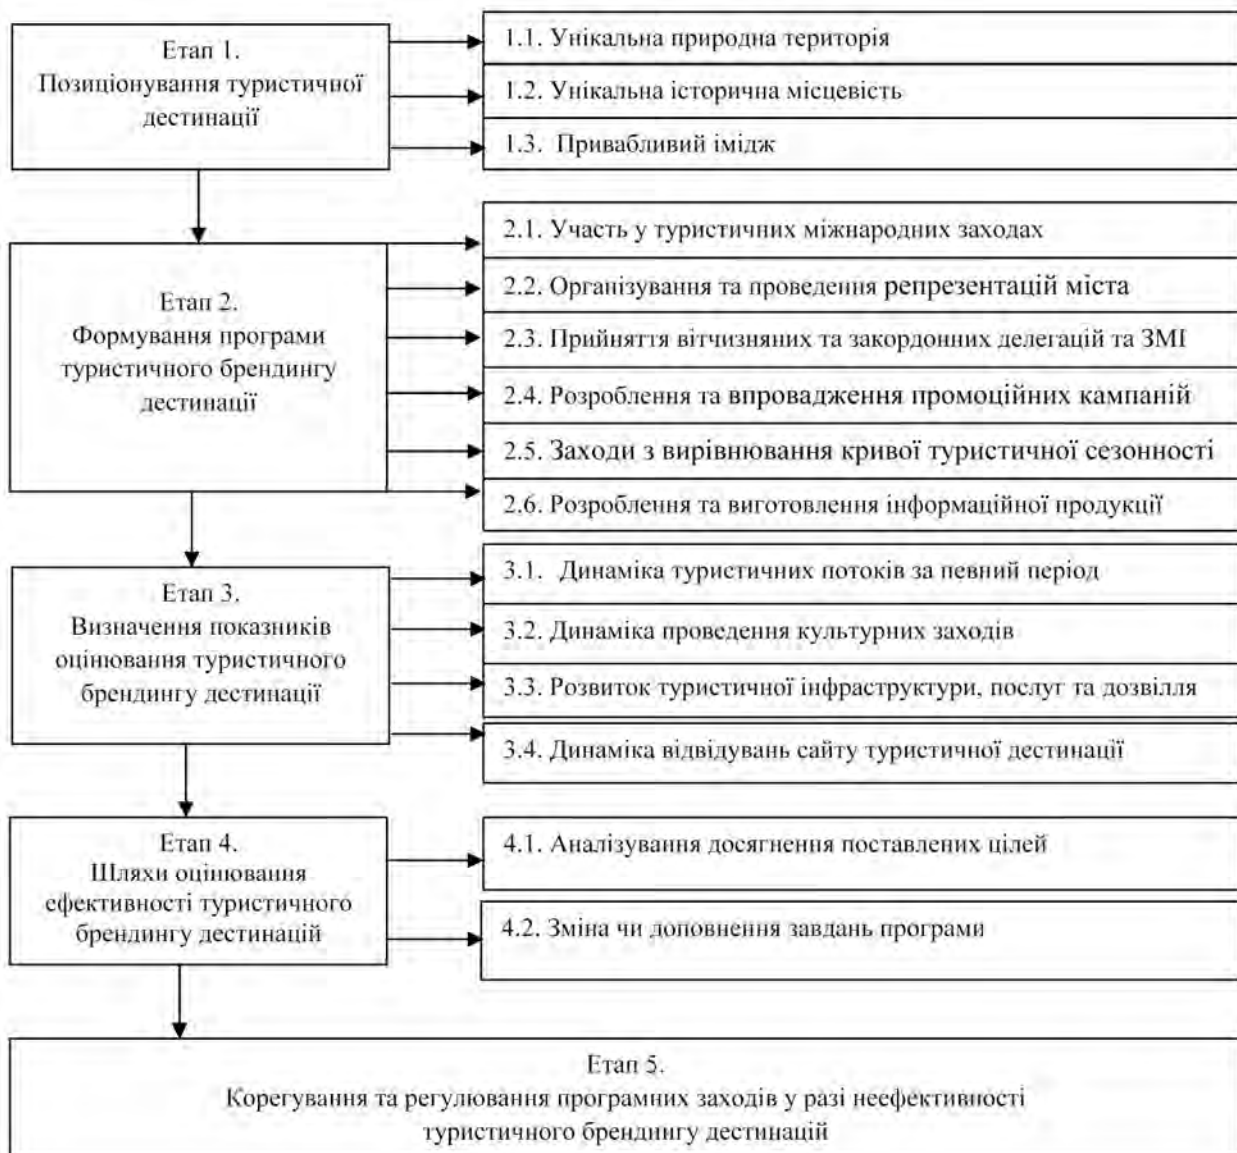 Етап 1.
Позиціонування туристичної
дестинації
1.1. Унікальна природна територія
1.2. Унікальна історична місцевість
1.3. Привабливий імідж
Етап 2.
Формування програми
туристичного брендингу
дестинації
2.1. Участь у туристичних міжнародних заходах
2.2. Організування та проведення репрезентацій міста
2.3. Прийняття вітчизняних та закордонних делегацій та ЗМІ
2.4. Розроблення та впровадження промоційних кампаній
2.5. Заходи з вирівнювання кривої туристичної сезонності
2.6. Розроблення та виготовлення інформаційної продукції
Етап 3.
Визначення показників
оцінювання туристичного
брендингу дестинації
3.1. Динаміка туристичних потоків за певний період
3.2. Динаміка проведення культурних заходів
3.3. Розвиток туристичної інфраструктури, послуг та дозвілля
3.4. Динаміка відвідувань сайту туристичної дестинації
Етап 4.
Шляхи оцінювання
ефективності туристичного
брендингу дестинацій
4.1. Аналізування досягнення поставлених цілей
4.2. Зміна чи доповнення завдань програми
Етап 5.
Корегування та регулювання програмних заходів у разі неефективності
туристичного брендингу дестинацій